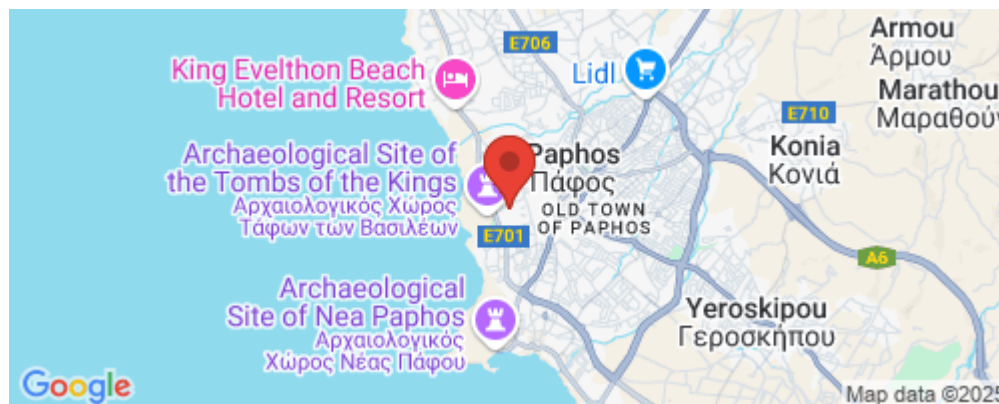 E706
Armou
Άρμου
King Evelthon Beach
Hotel and Resort
Lidl
Marathou
Μαραθούν
E710
Archaeological Site of
the Tombs of the Kings
Αρχαιολογικός Χώρος
Τάφων τών Βασιλέων
Paphos
Πάφος
OLD TOWN
OF PAPHOS
Konia
Κονιά
E701
A6
Archaeological
Site of Nea Paphos
Αρχαιολογικός
Χώρος Νέας Πάφου
Yeroskipou
Γεροσκήπου
Google
Map data ©2025